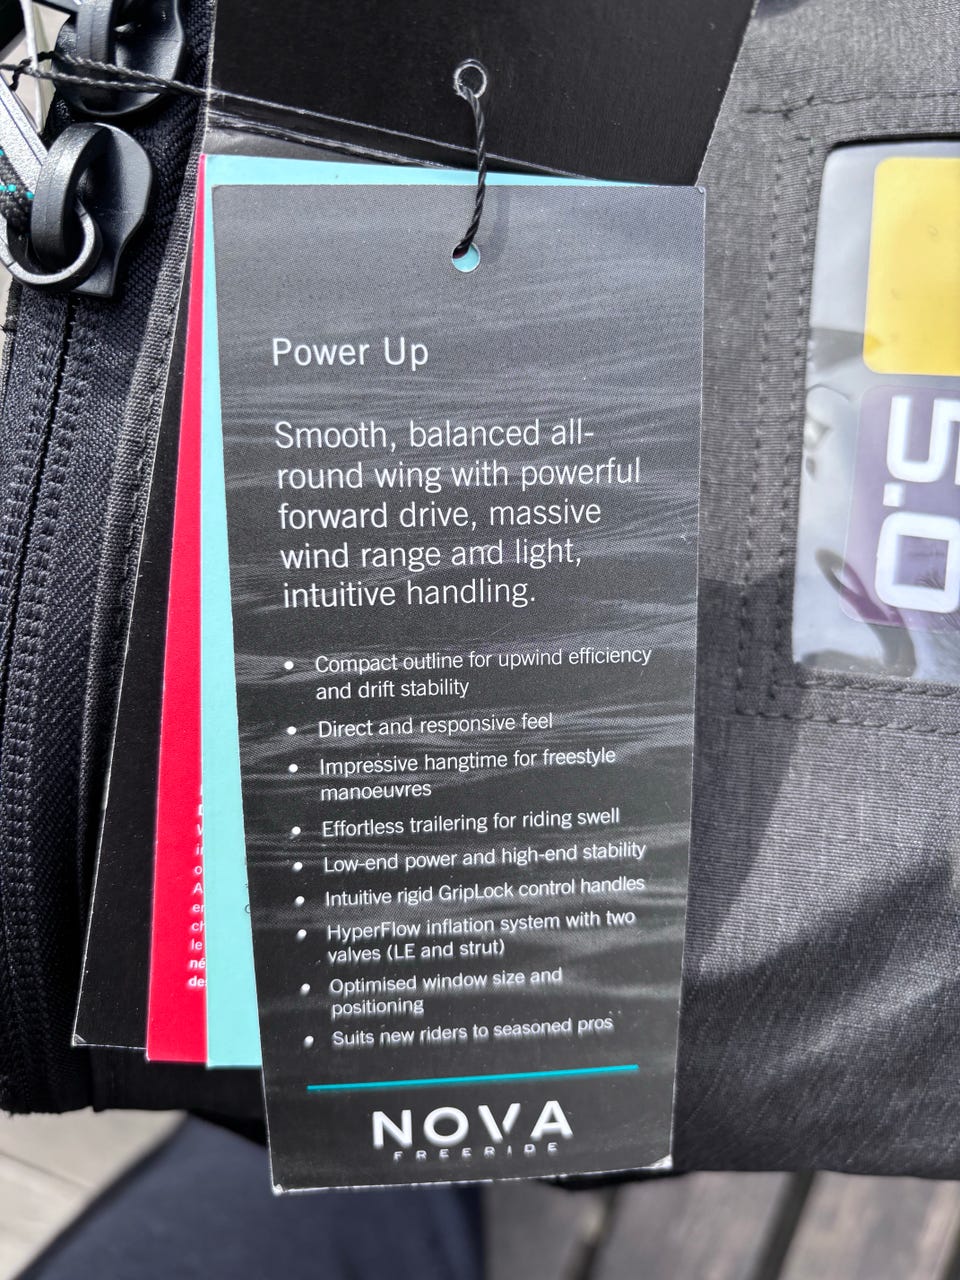 Power Up
Smooth, balanced all-
round wing with powerful
forward drive, massive
wind range and light,
intuitive handling.
• Compact outline for upwind efficiency
and drift stability
• Direct and responsive feel
• Impressive hangtime for freestyle
manoeuvres
• Effortless trailering for riding swell
• Low-end power and high-end stability
• Intuitive rigid GripLock control handles
• HyperFlow inflation system with two
valves (LE and strut)
• Optimised window size and
positioning
• Suits new riders to seasoned pros
NOVA
FREERIDE
5.0